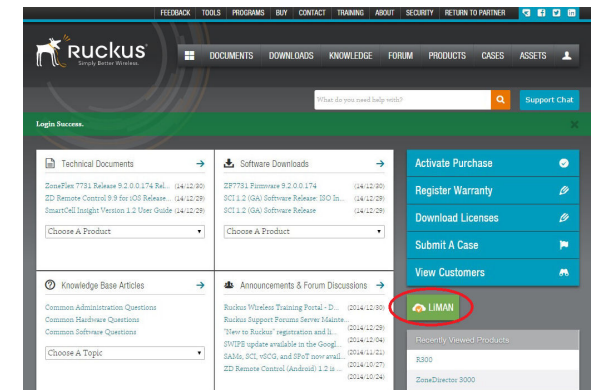 FEEDBACK TOOLS PROGRAMS BUY CONTACT TRAINING ABOUT SECURITY RETURN TO PARTNER
Ruckus
Simply Better Wireless.
DOCUMENTS DOWNLOADS KNOWLEDGE FORUM PRODUCTS CASES ASSETS
What do you need help with?
Support Chat
Login Success.
Technical Documents
ZoneFlex 7731 Release 9.2.0.0.174 Rel... (14/12/30)
ZD Remote Control 9.9 for iOS Release... (14/12/29)
SmartCell Insight Version 1.2 User Guide (14/12/29)
Choose A Product
Software Downloads
ZP7731 Firmware 9.2.0.0.174 (14/12/30)
SCI 1.2 (GA) Software Release: ISO In... (14/12/29)
SCI 1.2 (GA) Software Release (14/12/29)
Choose A Product
Activate Purchase
Register Warranty
Download Licenses
Submit A Case
View Customers
Knowledge Base Articles
Common Administration Questions
Common Hardware Questions
Common Software Questions
Choose A Topic
Announcements & Forum Discussions
Ruckus Wireless Training Portal - D... (2014/12/30)
Ruckus Support Forums Server Mainte...
(2014/12/29)
"New to Ruckus" registration and li...
(2014/12/04)
SWIPE update available in the Googl...
(2014/11/21)
SAMs, SCI, vSCG, and SPoT now avail...
(2014/10/27)
ZD Remote Control (Android) 1.2 is ...
(2014/10/24)
LiMAN
Recently Viewed Products
R300
ZoneDirector 3000